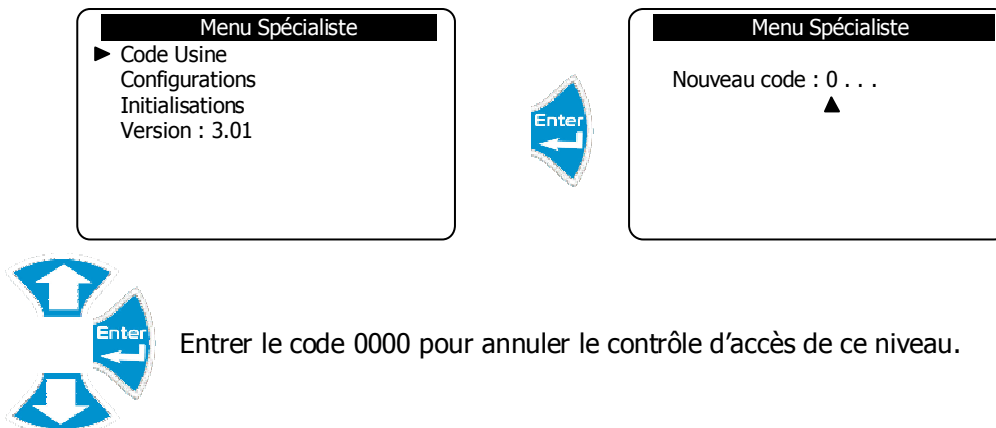 Menu Spécialiste
► Code Usine
Configurations
Initialisations
Version : 3.01
Enter
Menu Spécialiste
Nouveau code : 0 . . .
▲
Enter
Entrer le code 0000 pour annuler le contrôle d’accès de ce niveau.